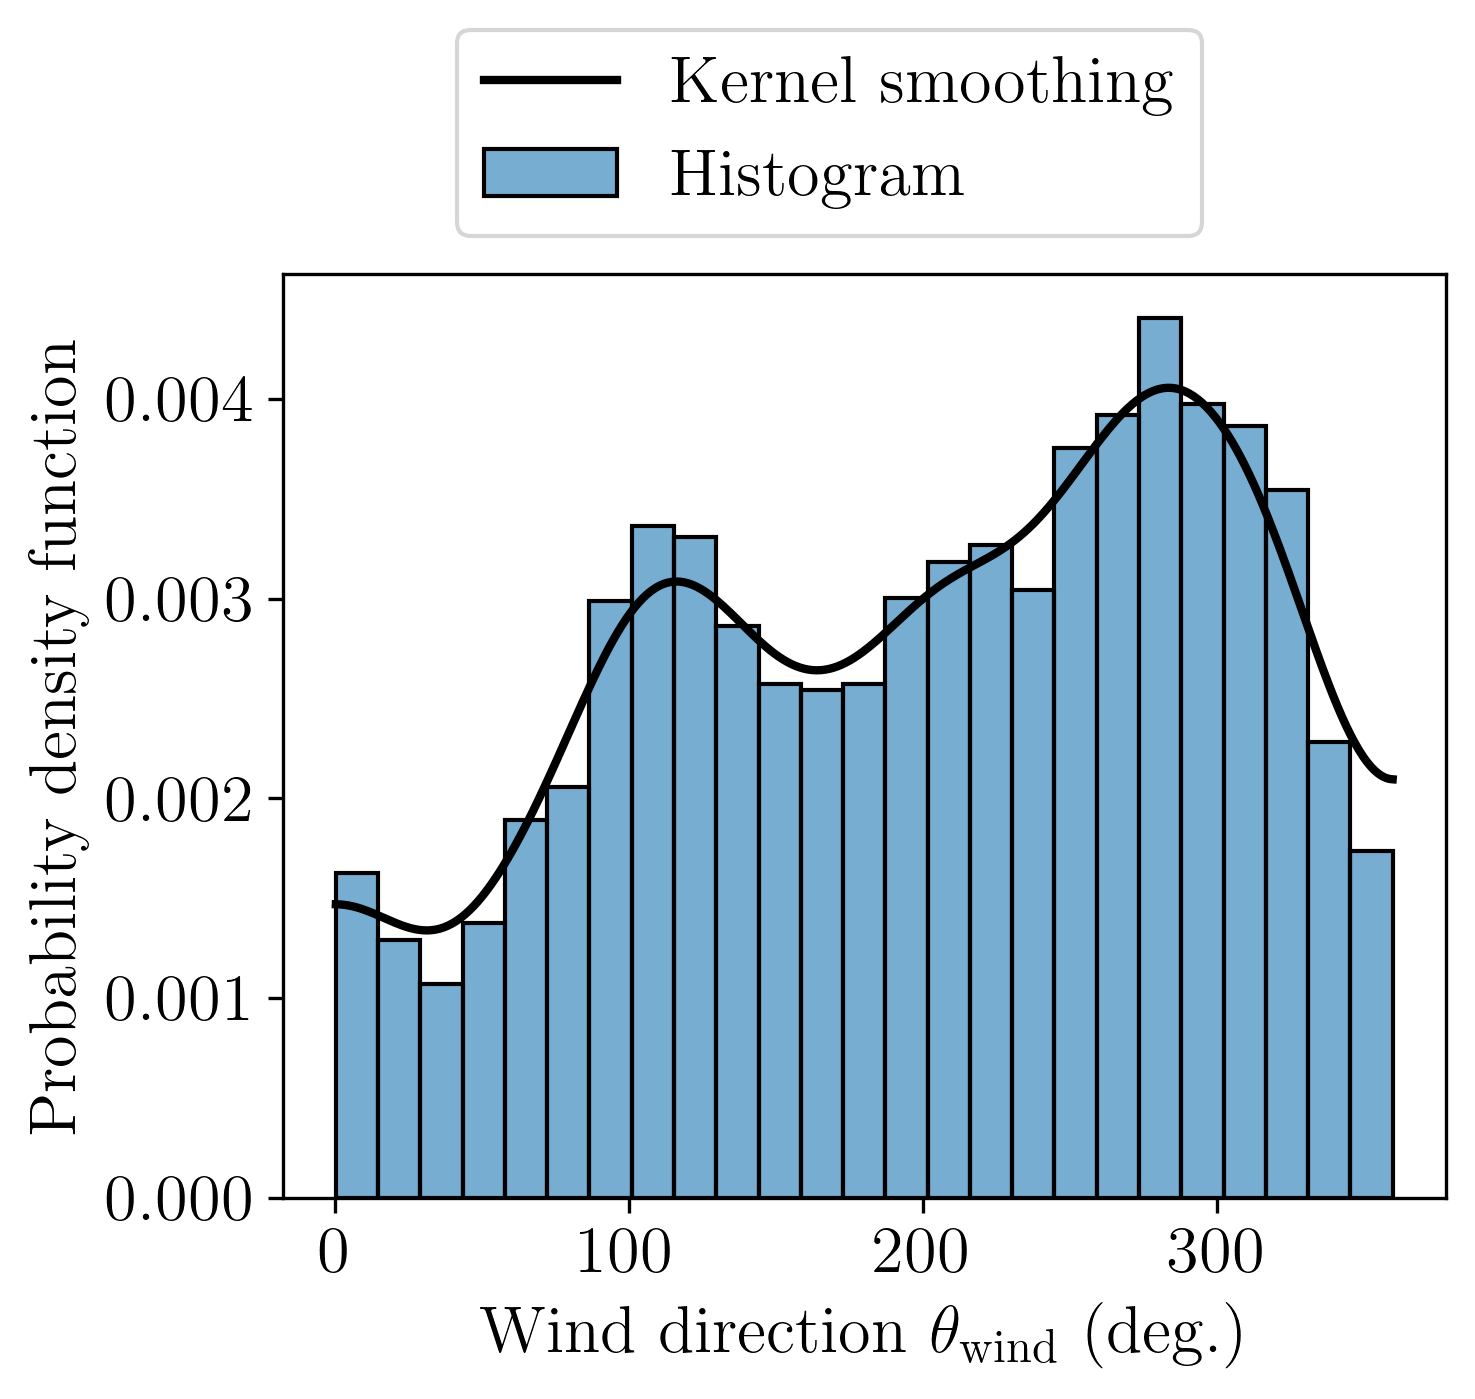 Kernel smoothing
Histogram
Probability density function
0.004
0.003
0.002
0.001
0.000
0 100 200 300
Wind direction θ_wind (deg.)